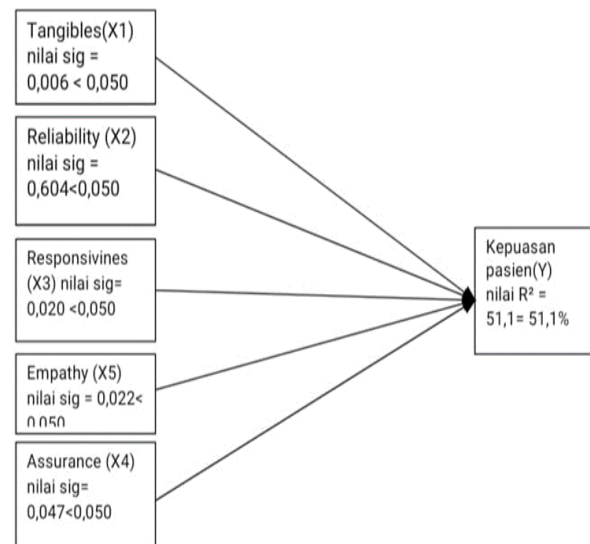 Tangibles(X1)
nilai sig =
0,006 < 0,050
Reliability (X2)
nilai sig =
0,604<0,050
Responsivines
(X3) nilai sig=
0,020 <0,050
Empathy (X5)
nilai sig = 0,022<
0,050
Assurance (X4)
nilai sig=
0,047<0,050
Kepuasan
pasien(Y)
nilai R² =
51,1= 51,1%